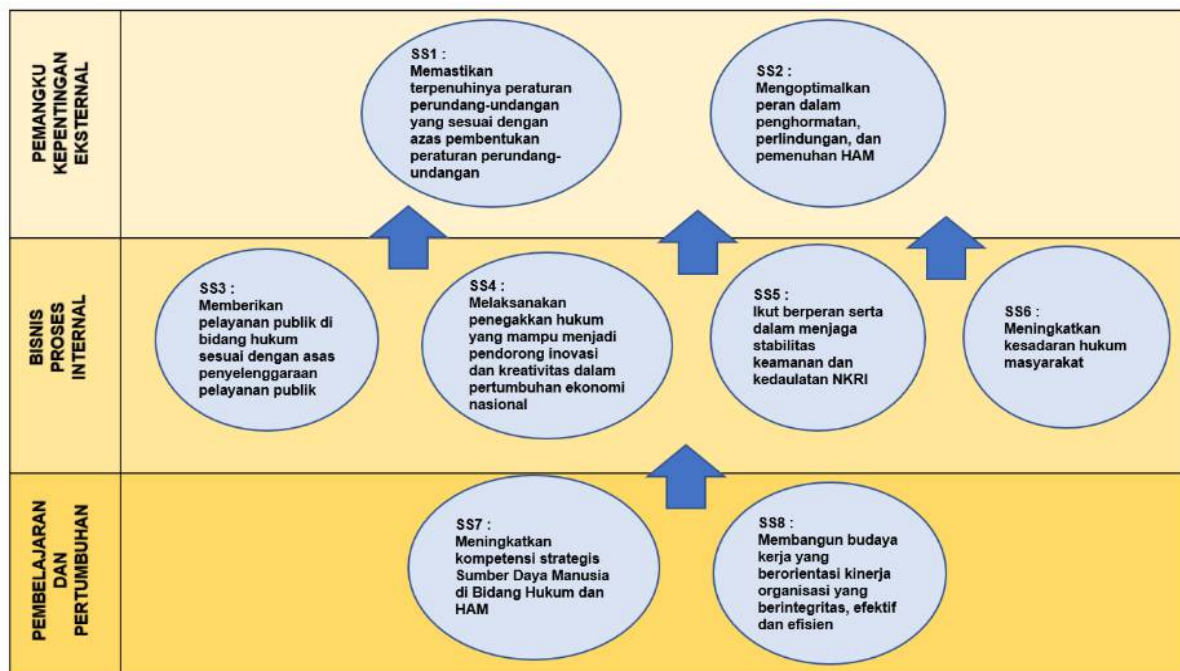 PEMANGKU
KEPENTINGAN
EKSTERNAL
SS1 :
Memastikan
terpenuhinya peraturan
perundang-undangan
yang sesuai dengan
azas pembentukan
peraturan perundang-
undangan
SS2 :
Mengoptimalkan
peran dalam
penghormatan,
perlindungan, dan
pemenuhan HAM
BISNIS
PROSES
INTERNAL
SS3 :
Memberikan
pelayanan publik di
bidang hukum
sesuai dengan asas
penyelenggaraan
pelayanan publik
SS4 :
Melaksanakan
penegakkan hukum
yang mampu menjadi
pendorong inovasi
dan kreativitas dalam
pertumbuhan ekonomi
nasional
SS5 :
Ikut berperan serta
dalam menjaga
stabilitas
keamanan dan
kedaulatan NKRI
SS6 :
Meningkatkan
kesadaran hukum
masyarakat
PEMBELAJARAN
DAN
PERTUMBUHAN
SS7 :
Meningkatkan
kompetensi strategis
Sumber Daya Manusia
di Bidang Hukum dan
HAM
SS8 :
Membangun budaya
kerja yang
berorientasi kinerja
organisasi yang
berintegritas, efektif
dan efisien